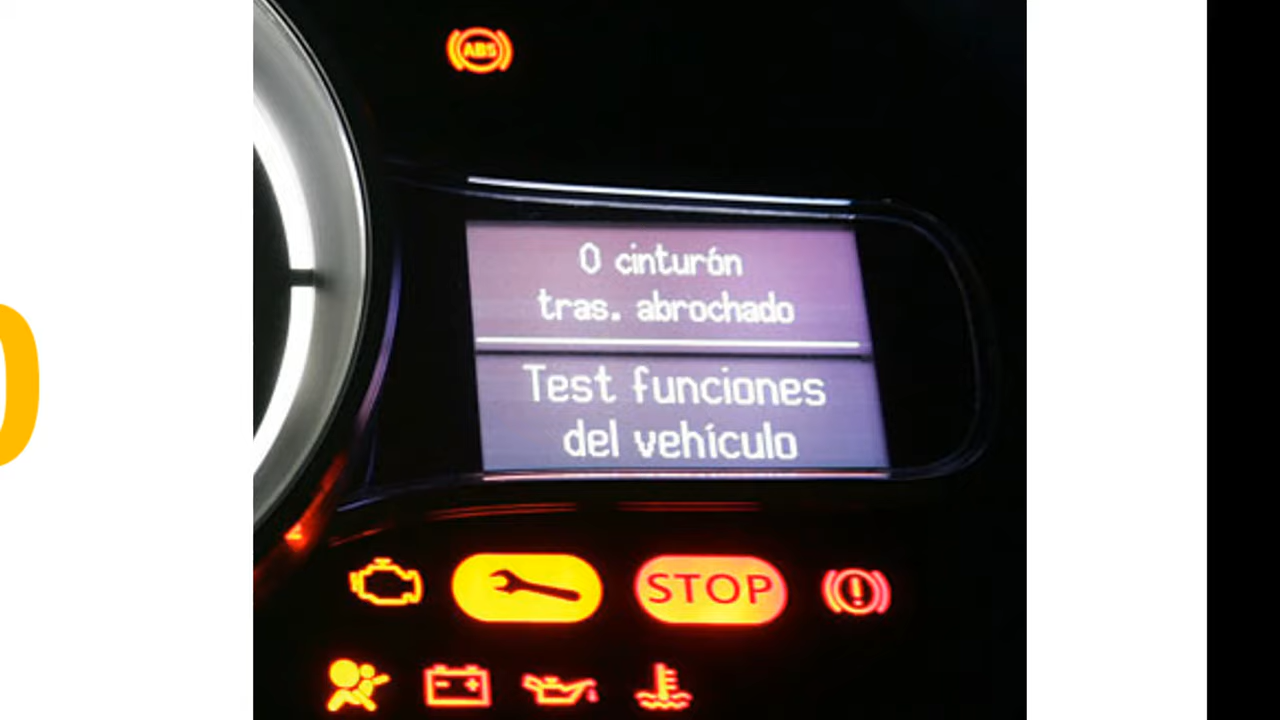 ABS
0 cinturón
tras. abrochado
Test funciones
del vehículo
STOP